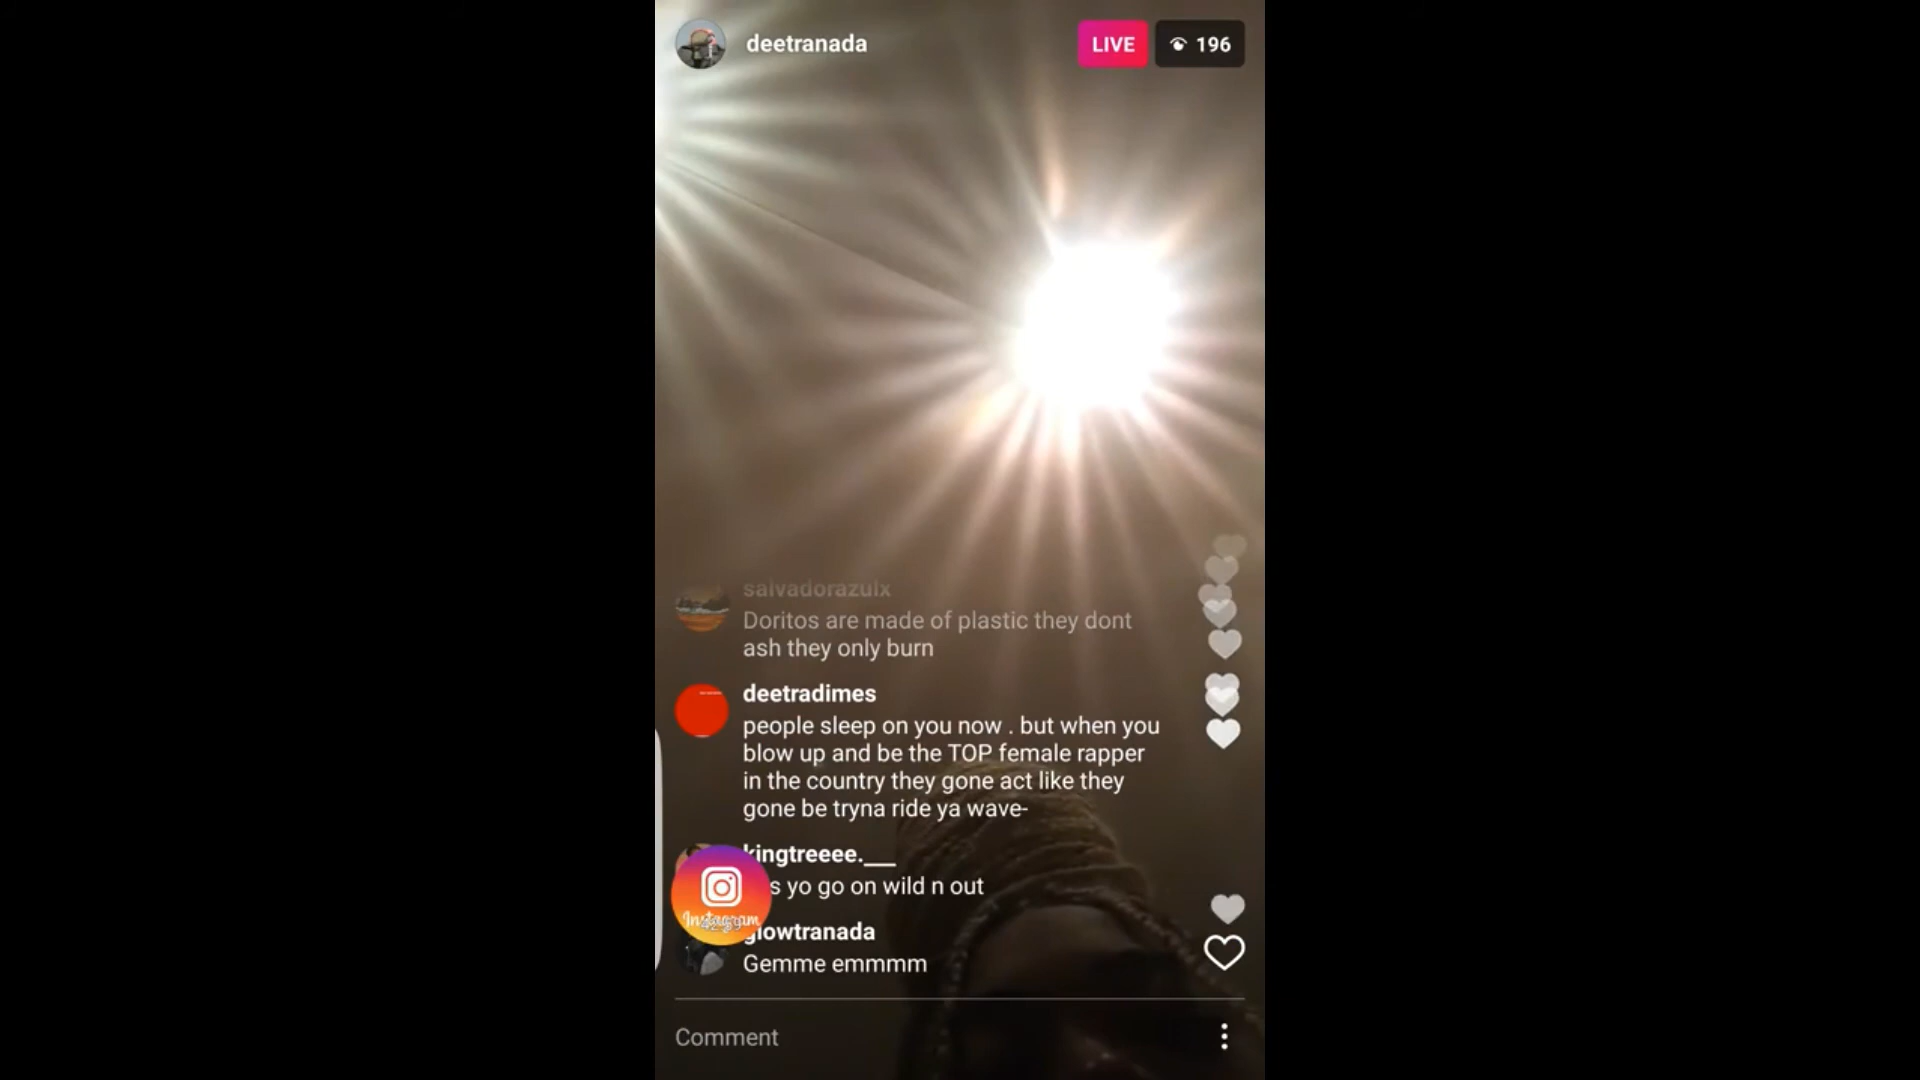 deetranada
LIVE
196
salvadorazulx
Doritos are made of plastic they dont
ash they only burn
deetradimes
people sleep on you now . but when you
blow up and be the TOP female rapper
in the country they gone act like they
gone be tryna ride ya wave-
kingtreeee.___
s yo go on wild n out
Instagram
glowtranada
Gemme emmmm
Comment